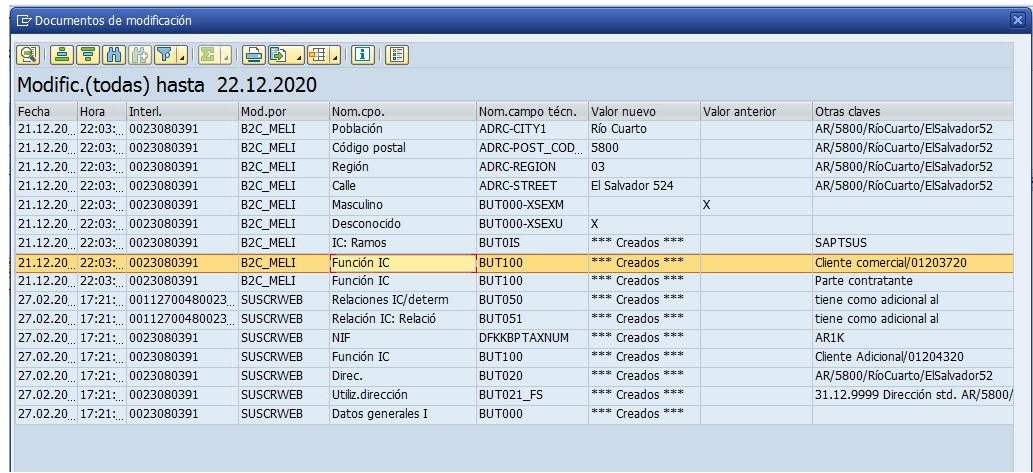 Documentos de modificación
Modific.(todas) hasta 22.12.2020
Fecha Hora Interl. Mod.por Nom.cpo. Nom.campo técn. Valor nuevo Valor anterior Otras claves
21.12.20... 22:03:... 0023080391 B2C_MELI Población ADRC-CITY1 Río Cuarto AR/5800/RíoCuarto/ElSalvador52
21.12.20... 22:03:... 0023080391 B2C_MELI Código postal ADRC-POST_COD... 5800 AR/5800/RíoCuarto/ElSalvador52
21.12.20... 22:03:... 0023080391 B2C_MELI Región ADRC-REGION 03 AR/5800/RíoCuarto/ElSalvador52
21.12.20... 22:03:... 0023080391 B2C_MELI Calle ADRC-STREET El Salvador 524 AR/5800/RíoCuarto/ElSalvador52
21.12.20... 22:03:... 0023080391 B2C_MELI Masculino BUT000-XSEXM X
21.12.20... 22:03:... 0023080391 B2C_MELI Desconocido BUT000-XSEXU X
21.12.20... 22:03:... 0023080391 B2C_MELI IC: Ramos BUT0IS *** Creados *** SAPTSUS
21.12.20... 22:03:... 0023080391 B2C_MELI Función IC BUT100 *** Creados *** Cliente comercial/01203720
21.12.20... 22:03:... 0023080391 B2C_MELI Función IC BUT100 *** Creados *** Parte contratante
27.02.20... 17:21:... 00112700480023... SUSCRWEB Relaciones IC/determ BUT050 *** Creados *** tiene como adicional al
27.02.20... 17:21:... 00112700480023... SUSCRWEB Relación IC: Relació BUT051 *** Creados *** tiene como adicional al
27.02.20... 17:21:... 0023080391 SUSCRWEB NIF DFKKBPTAXNUM *** Creados *** AR1K
27.02.20... 17:21:... 0023080391 SUSCRWEB Función IC BUT100 *** Creados *** Cliente Adicional/01204320
27.02.20... 17:21:... 0023080391 SUSCRWEB Direc. BUT020 *** Creados *** AR/5800/RíoCuarto/ElSalvador52
27.02.20... 17:21:... 0023080391 SUSCRWEB Utiliz.dirección BUT021_FS *** Creados *** 31.12.9999 Dirección std. AR/5800/
27.02.20... 17:21:... 0023080391 SUSCRWEB Datos generales I BUT000 *** Creados ***